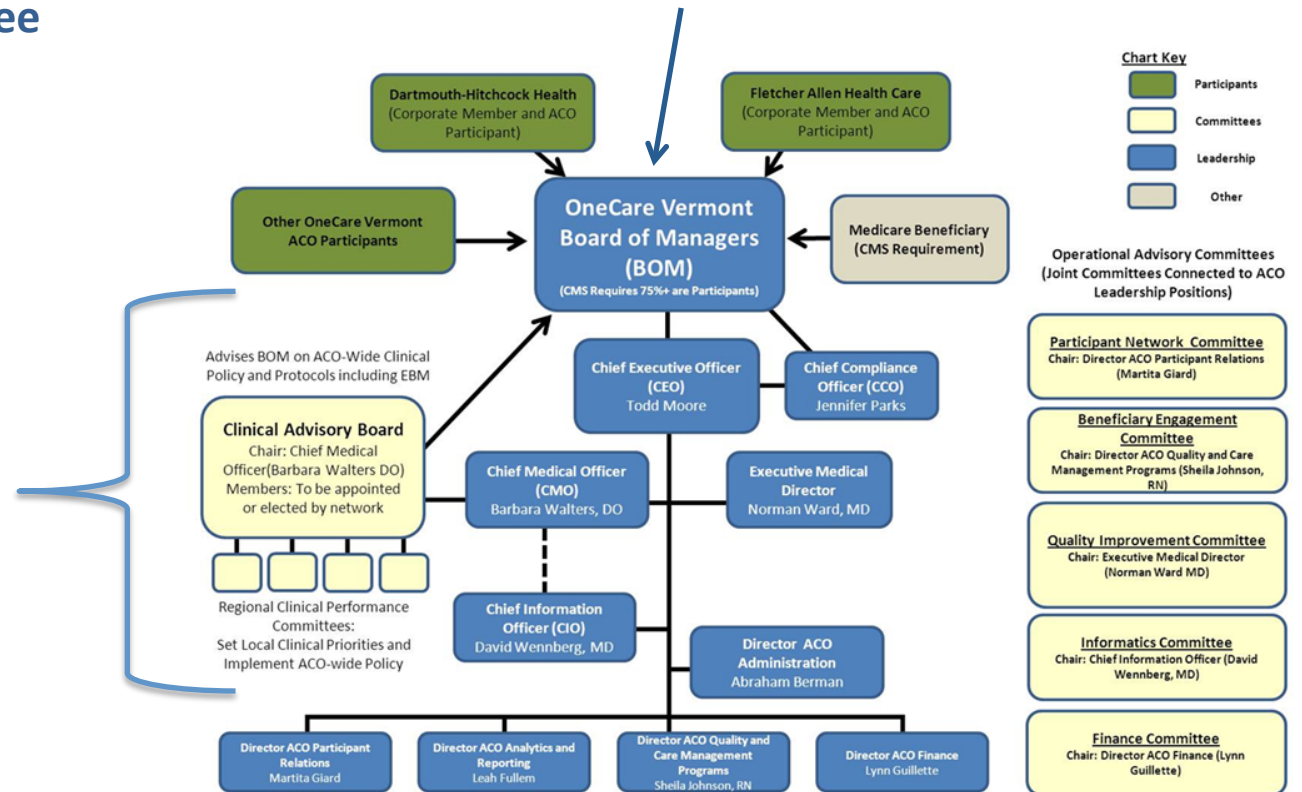 ee
Dartmouth-Hitchcock Health
(Corporate Member and ACO
Participant)
Fletcher Allen Health Care
(Corporate Member and ACO
Participant)
Chart Key
Participants
Committees
Leadership
Other
Other OneCare Vermont
ACO Participants
OneCare Vermont
Board of Managers
(BOM)
(CMS Requires 75%+ are Participants)
Medicare Beneficiary
(CMS Requirement)
Operational Advisory Committees
(Joint Committees Connected to ACO
Leadership Positions)
Advises BOM on ACO-Wide Clinical
Policy and Protocols including EBM
Chief Executive Officer
(CEO)
Todd Moore
Chief Compliance
Officer (CCO)
Jennifer Parks
Participant Network Committee
Chair: Director ACO Participant Relations
(Martita Giard)
Clinical Advisory Board
Chair: Chief Medical
Officer(Barbara Walters DO)
Members: To be appointed
or elected by network
Beneficiary Engagement
Committee
Chair: Director ACO Quality and Care
Management Programs (Sheila Johnson,
RN)
Chief Medical Officer
(CMO)
Barbara Walters, DO
Executive Medical
Director
Norman Ward, MD
Quality Improvement Committee
Chair: Executive Medical Director
(Norman Ward MD)
Regional Clinical Performance
Committees:
Set Local Clinical Priorities and
Implement ACO-wide Policy
Chief Information
Officer (CIO)
David Wennberg, MD
Director ACO
Administration
Abraham Berman
Informatics Committee
Chair: Chief Information Officer (David
Wennberg, MD)
Director ACO Participant
Relations
Martita Giard
Director ACO Analytics and
Reporting
Leah Fullem
Director ACO Quality and
Care Management
Programs
Sheila Johnson, RN
Director ACO Finance
Lynn Guillette
Finance Committee
Chair: Director ACO Finance (Lynn
Guillette)